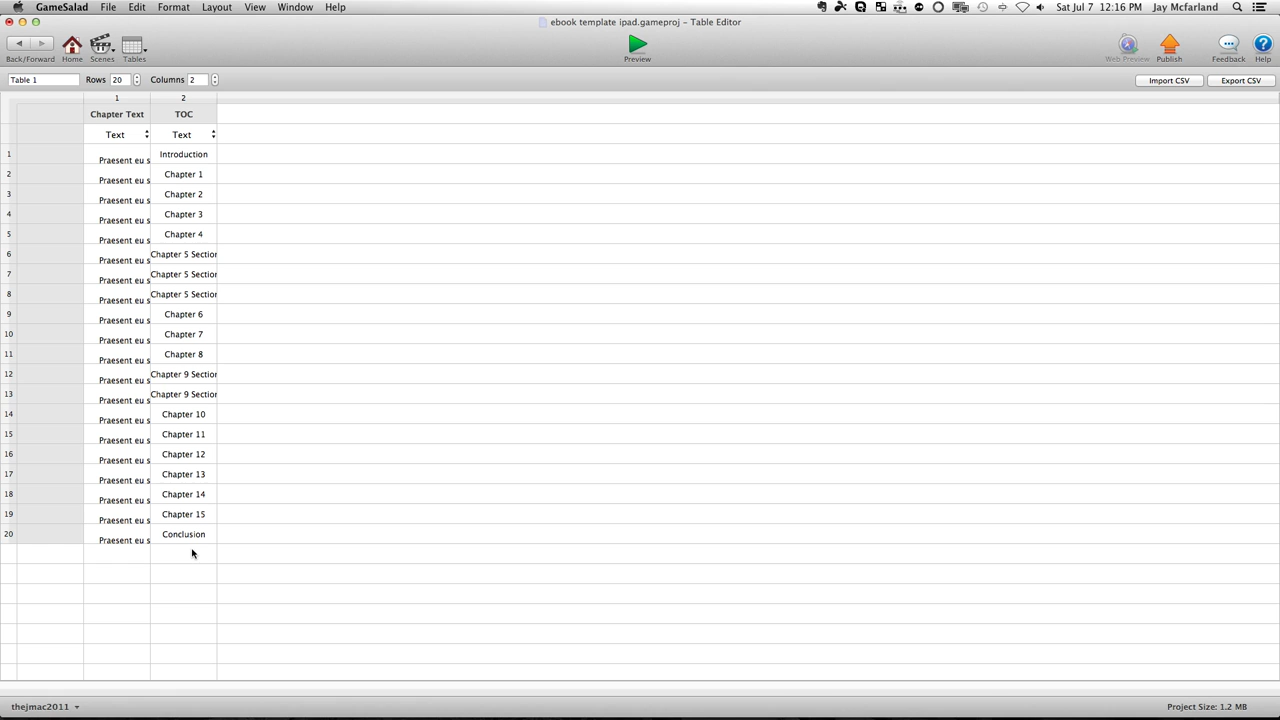 GameSalad File Edit Format Layout View Window Help Sat Jul 7 12:16 PM Jay Mcfarland
ebook template ipad.gameproj – Table Editor
Back/Forward Home Scenes Tables Preview Web Preview Publish Feedback Help
Table 1 Rows 20 Columns 2 Import CSV Export CSV
1 2
Chapter Text TOC
Text Text
1 Praesent eu s Introduction
2 Praesent eu s Chapter 1
3 Praesent eu s Chapter 2
4 Praesent eu s Chapter 3
5 Praesent eu s Chapter 4
6 Praesent eu s Chapter 5 Section
7 Praesent eu s Chapter 5 Section
8 Praesent eu s Chapter 5 Section
9 Praesent eu s Chapter 6
10 Praesent eu s Chapter 7
11 Praesent eu s Chapter 8
12 Praesent eu s Chapter 9 Section
13 Praesent eu s Chapter 9 Section
14 Praesent eu s Chapter 10
15 Praesent eu s Chapter 11
16 Praesent eu s Chapter 12
17 Praesent eu s Chapter 13
18 Praesent eu s Chapter 14
19 Praesent eu s Chapter 15
20 Praesent eu s Conclusion
thejmac2011 Project Size: 1.2 MB